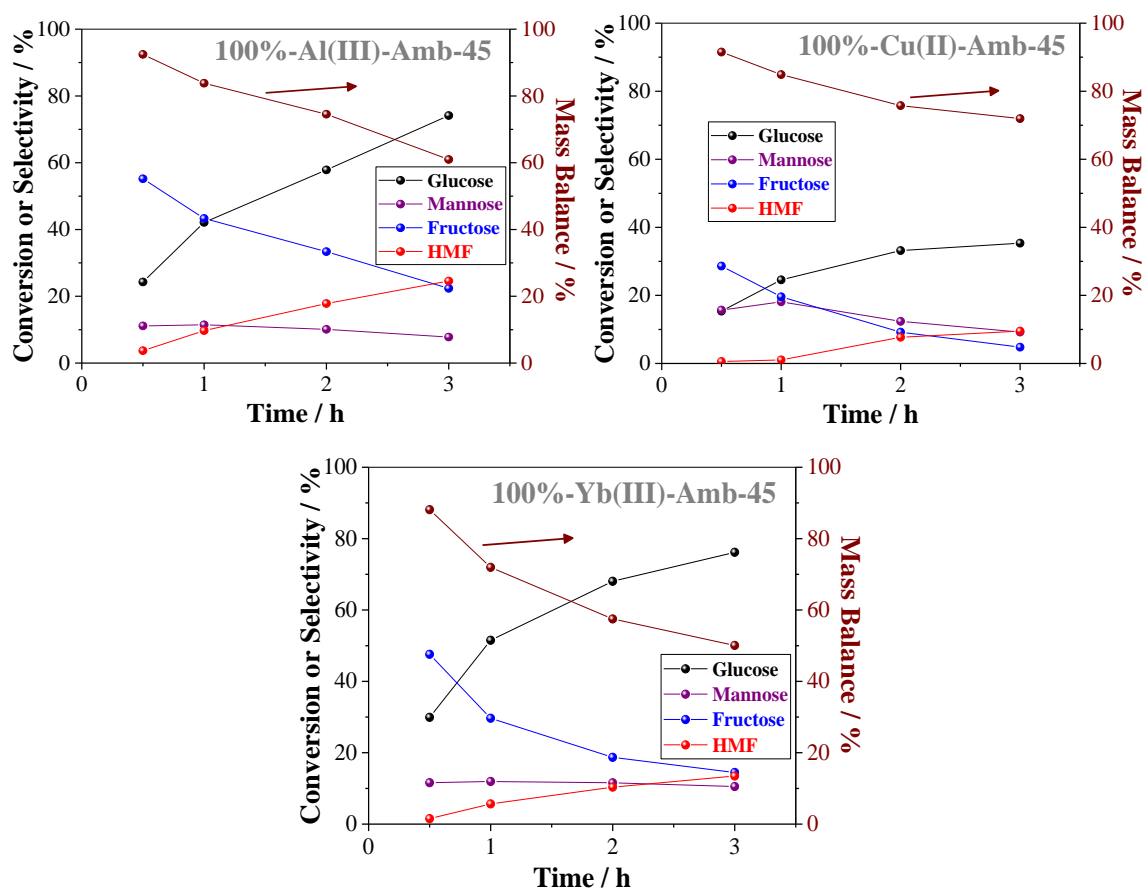 100%-Al(III)-Amb-45
Conversion or Selectivity / %
100
80
60
40
20
0
Glucose
Mannose
Fructose
HMF
100
80
60
40
20
0
Mass Balance / %
0 1 2 3
Time / h
100%-Cu(II)-Amb-45
Conversion or Selectivity / %
100
80
60
40
20
0
Glucose
Mannose
Fructose
HMF
100
80
60
40
20
0
Mass Balance / %
0 1 2 3
Time / h
100%-Yb(III)-Amb-45
Conversion or Selectivity / %
100
80
60
40
20
0
Glucose
Mannose
Fructose
HMF
100
80
60
40
20
0
Mass Balance / %
0 1 2 3
Time / h